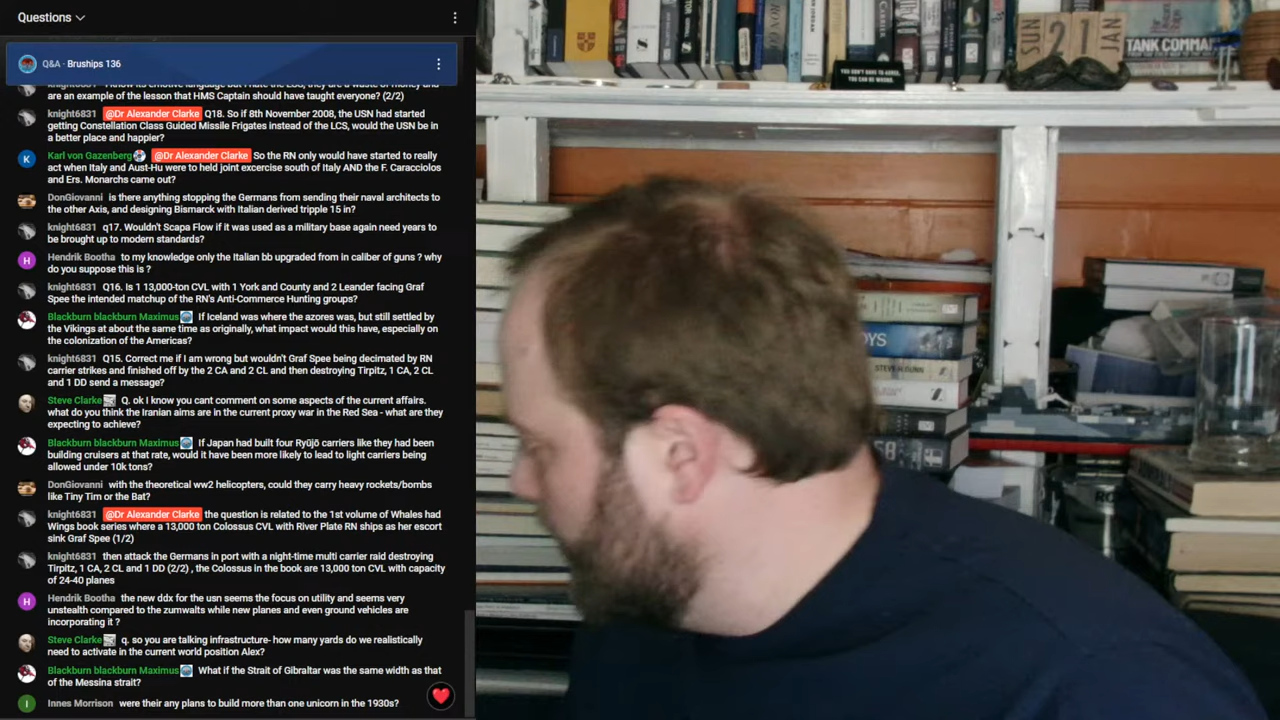 Questions
Q&A · Bruships 136
are an example of the lesson that HMS Captain should have taught everyone? (2/2)
knight6831 @Dr Alexander Clarke Q18. So if 8th November 2008, the USN had started
getting Constellation Class Guided Missile Frigates instead of the LCS, would the USN be in
a better place and happier?
Karl von Gazenberg @Dr Alexander Clarke So the RN only would have started to really
act when Italy and Aust-Hu were to held joint excercise south of Italy AND the F. Caracciolos
and Ers. Monarchs came out?
DonGiovanni is there anything stopping the Germans from sending their naval architects to
the other Axis, and designing Bismarck with Italian derived tripple 15 in?
knight6831 q17. Wouldn't Scapa Flow if it was used as a military base again need years to
be brought up to modern standards?
Hendrik Bootha to my knowledge only the Italian bb upgraded from in caliber of guns ? why
do you suppose this is ?
knight6831 Q16. Is 1 13,000-ton CVL with 1 York and County and 2 Leander facing Graf
Spee the intended matchup of the RN's Anti-Commerce Hunting groups?
Blackburn blackburn Maximus If Iceland was where the azores was, but still settled by
the Vikings at about the same time as originally, what impact would this have, especially on
the colonization of the Americas?
knight6831 Q15. Correct me if I am wrong but wouldn't Graf Spee being decimated by RN
carrier strikes and finished off by the 2 CA and 2 CL and then destroying Tirpitz, 1 CA, 2 CL
and 1 DD send a message?
Steve Clarke Q. ok I know you cant comment on some aspects of the current affairs.
what do you think the Iranian aims are in the current proxy war in the Red Sea - what are they
expecting to achieve?
Blackburn blackburn Maximus If Japan had built four Ryūjō carriers like they had been
building cruisers at that rate, would it have been more likely to lead to light carriers being
allowed under 10k tons?
DonGiovanni with the theoretical ww2 helicopters, could they carry heavy rockets/bombs
like Tiny Tim or the Bat?
knight6831 @Dr Alexander Clarke the question is related to the 1st volume of Whales had
Wings book series where a 13,000 ton Colossus CVL with River Plate RN ships as her escort
sink Graf Spee (1/2)
knight6831 then attack the Germans in port with a night-time multi carrier raid destroying
Tirpitz, 1 CA, 2 CL and 1 DD (2/2) , the Colossus in the book are 13,000 ton CVL with capacity
of 24-40 planes
Hendrik Bootha the new ddx for the usn seems the focus on utility and seems very
unstealth compared to the zumwalts while new planes and even ground vehicles are
incorporating it ?
Steve Clarke q. so you are talking infrastructure- how many yards do we realistically
need to activate in the current world position Alex?
Blackburn blackburn Maximus What if the Strait of Gibraltar was the same width as that
of the Messina strait?
Innes Morrison were their any plans to build more than one unicorn in the 1930s?
SUN 21 JAN
YOU DON'T HAVE TO AGREE,
YOU CAN BE WRONG.
TANK COMMA